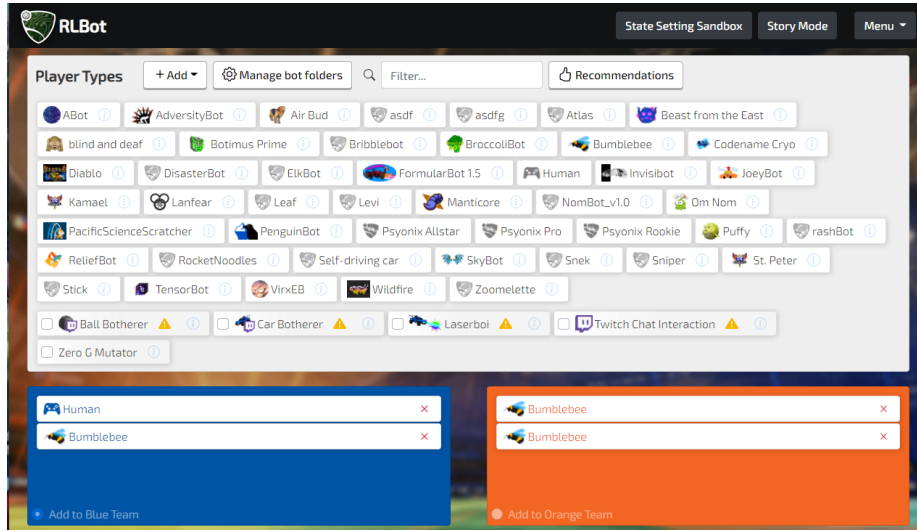 RLBot State Setting Sandbox Story Mode Menu
Player Types + Add Manage bot folders Filter... Recommendations
ABot AdversityBot Air Bud asdf asdfg Atlas Beast from the East
blind and deaf Botimus Prime Bribblebot BroccoliBot Bumblebee Codename Cryo
Diablo DisasterBot ElkBot FormularBot 1.5 Human Invisibot JoeyBot
Kamael Lanfear Leaf Levi Manticore NomBot_v1.0 Om Nom
PacificScienceScratcher PenguinBot Psyonix Allstar Psyonix Pro Psyonix Rookie Puffy rashBot
ReliefBot RocketNoodles Self-driving car SkyBot Snek Sniper St. Peter
Stick TensorBot VirxEB Wildfire Zoomelette
Ball Botherer Car Botherer Laserboi Twitch Chat Interaction
Zero G Mutator
Human Bumblebee
Bumblebee Bumblebee
Add to Blue Team Add to Orange Team